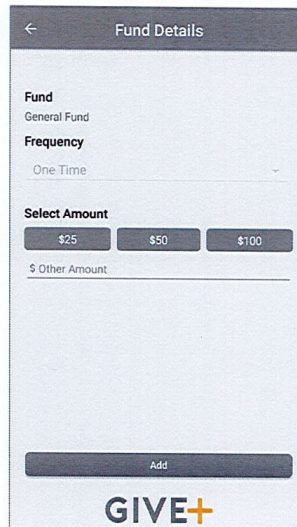 ← Fund Details
Fund
General Fund
Frequency
One Time
Select Amount
$25 $50 $100
$ Other Amount
Add
GIVE+